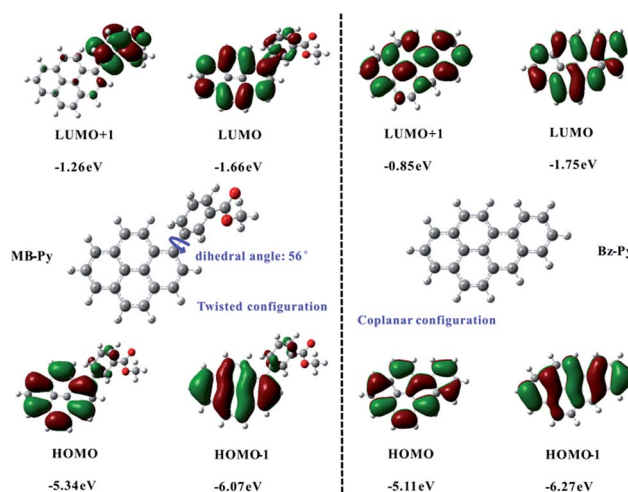 LUMO+1 LUMO LUMO+1 LUMO
-1.26eV -1.66eV -0.85eV -1.75eV
MB-Py dihedral angle: 56° Bz-Py
Twisted configuration
Coplanar configuration
HOMO HOMO-1 HOMO HOMO-1
-5.34eV -6.07eV -5.11eV -6.27eV